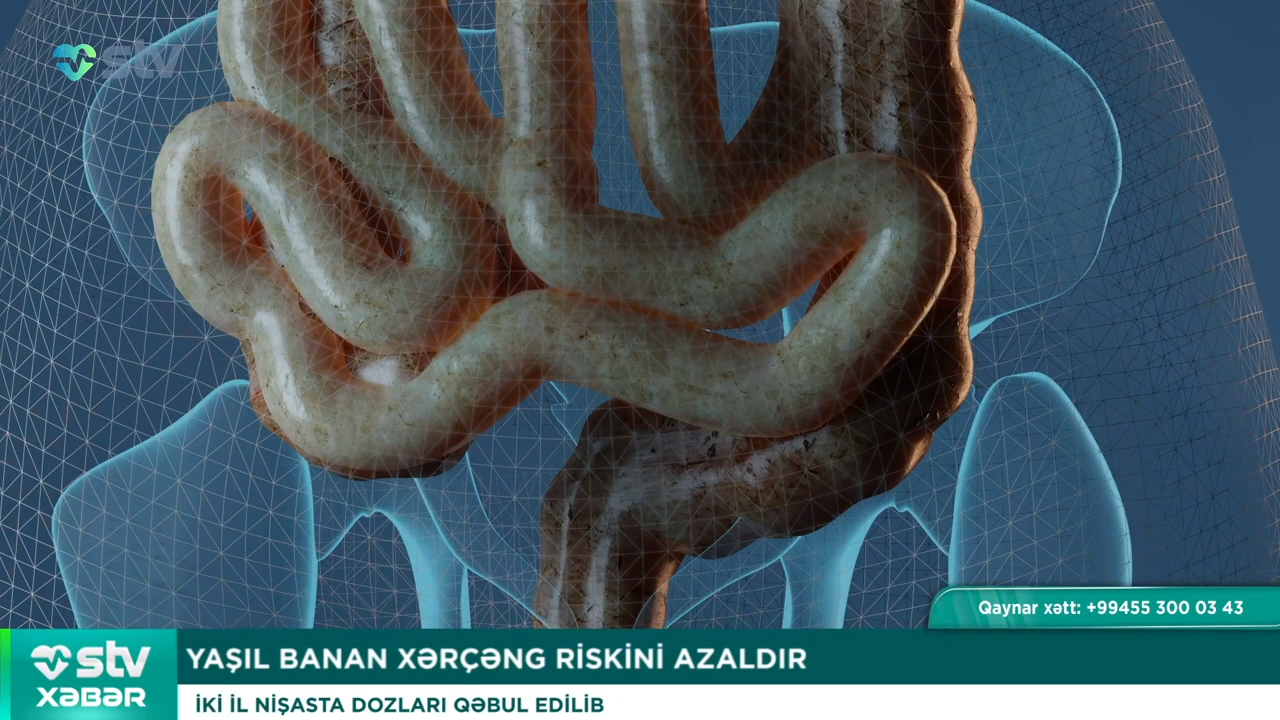 stv
Qaynar xətt: +99455 300 03 43
stv
XƏBƏR
YAŞIL BANAN XƏRÇƏNG RİSKİNİ AZALDIR
İKİ İL NİŞASTA DOZLARI QƏBUL EDİLİB